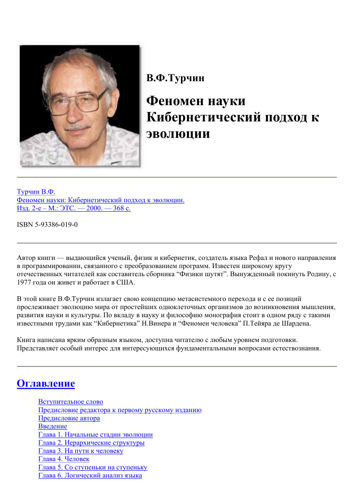 В.Ф.Турчин
Феномен науки
Кибернетический подход к
эволюции
Турчин В.Ф.
Феномен науки: Кибернетический подход к эволюции.
Изд. 2-е – М.: ЭТС. — 2000. — 368 с.
ISBN 5-93386-019-0
Автор книги — выдающийся ученый, физик и кибернетик, создатель языка Рефал и нового направления
в программировании, связанного с преобразованием программ. Известен широкому кругу
отечественных читателей как составитель сборника “Физики шутят”. Вынужденный покинуть Родину, с
1977 года он живет и работает в США.
В этой книге В.Ф.Турчин излагает свою концепцию метасистемного перехода и с ее позиций
прослеживает эволюцию мира от простейших одноклеточных организмов до возникновения мышления,
развития науки и культуры. По вкладу в науку и философию монография стоит в одном ряду с такими
известными трудами как “Кибернетика” Н.Винера и “Феномен человека” П.Тейяра де Шардена.
Книга написана ярким образным языком, доступна читателю с любым уровнем подготовки.
Представляет особый интерес для интересующихся фундаментальными вопросами естествознания.
Оглавление
Вступительное слово
Предисловие редактора к первому русскому изданию
Предисловие автора
Введение
Глава 1. Начальные стадии эволюции
Глава 2. Иерархические структуры
Глава 3. На пути к человеку
Глава 4. Человек
Глава 5. Со ступеньки на ступеньку
Глава 6. Логический анализ языка